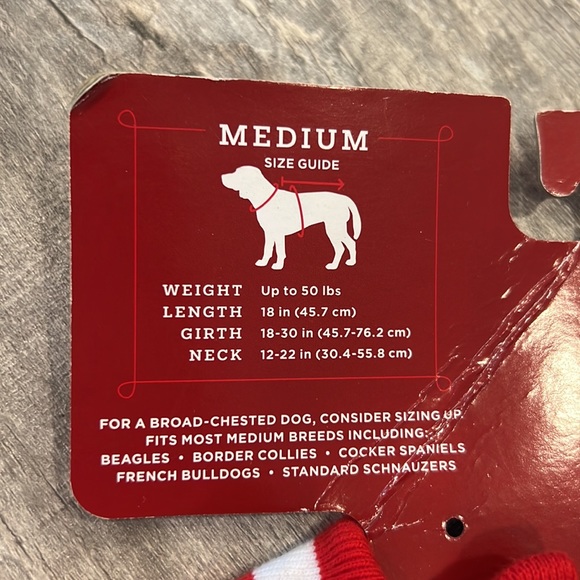 MEDIUM
SIZE GUIDE
WEIGHT Up to 50 lbs
LENGTH 18 in (45.7 cm)
GIRTH 18-30 in (45.7-76.2 cm)
NECK 12-22 in (30.4-55.8 cm)
FOR A BROAD-CHESTED DOG, CONSIDER SIZING UP.
FITS MOST MEDIUM BREEDS INCLUDING:
BEAGLES • BORDER COLLIES • COCKER SPANIELS
FRENCH BULLDOGS • STANDARD SCHNAUZERS